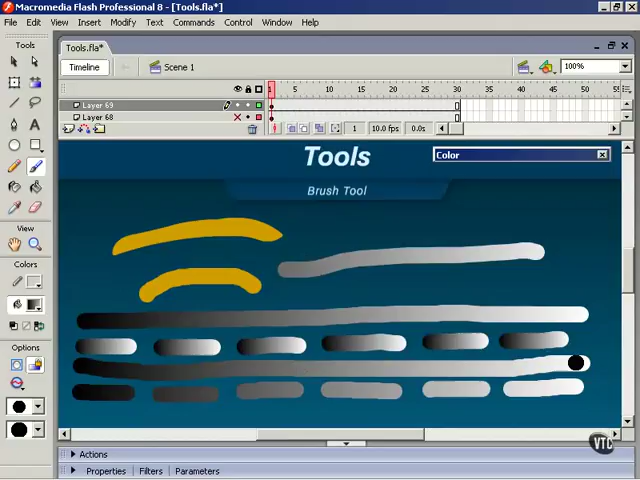 Macromedia Flash Professional 8 - [Tools.fla*]
File Edit View Insert Modify Text Commands Control Window Help
Tools
Tools.fla*
Timeline Scene 1 100%
1 5 10 15 20 25 30 35 40 45 50 55
Layer 69
Layer 68
1 10.0 fps 0.0s
Tools
Color
Brush Tool
View
Colors
Options
VTC
Actions
Properties Filters Parameters